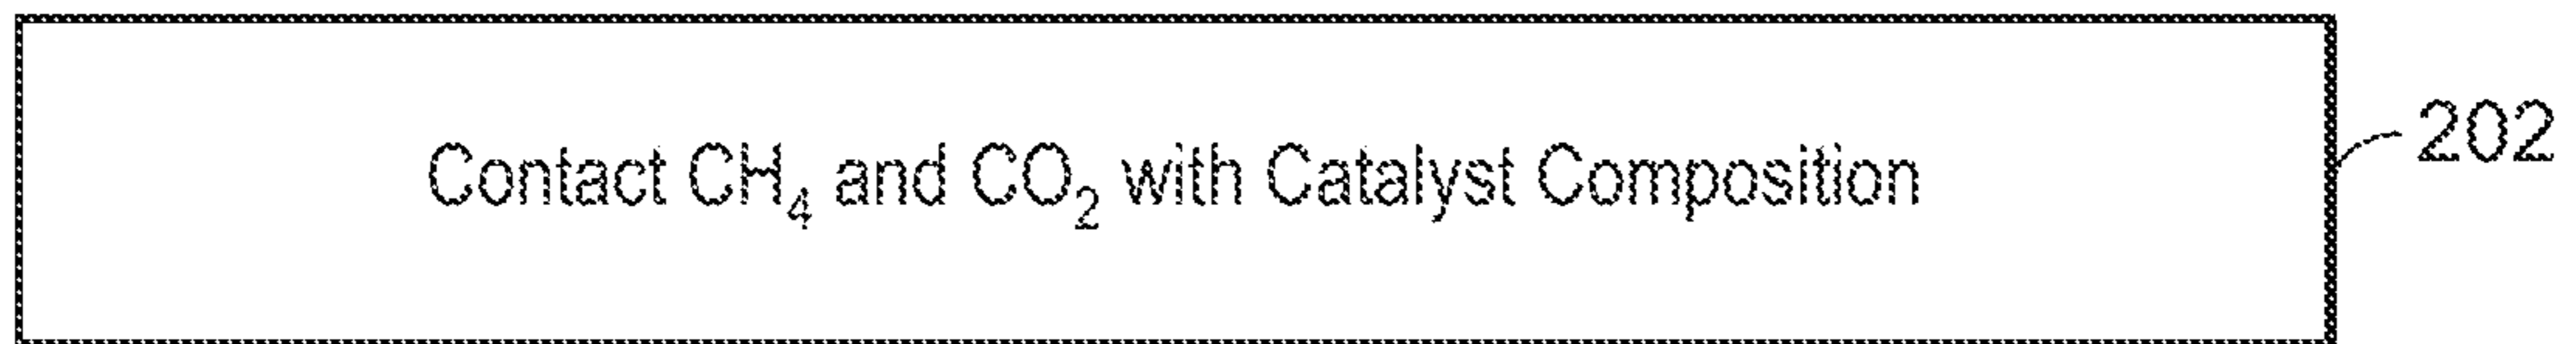 Contact CH₄ and CO₂ with Catalyst Composition
202